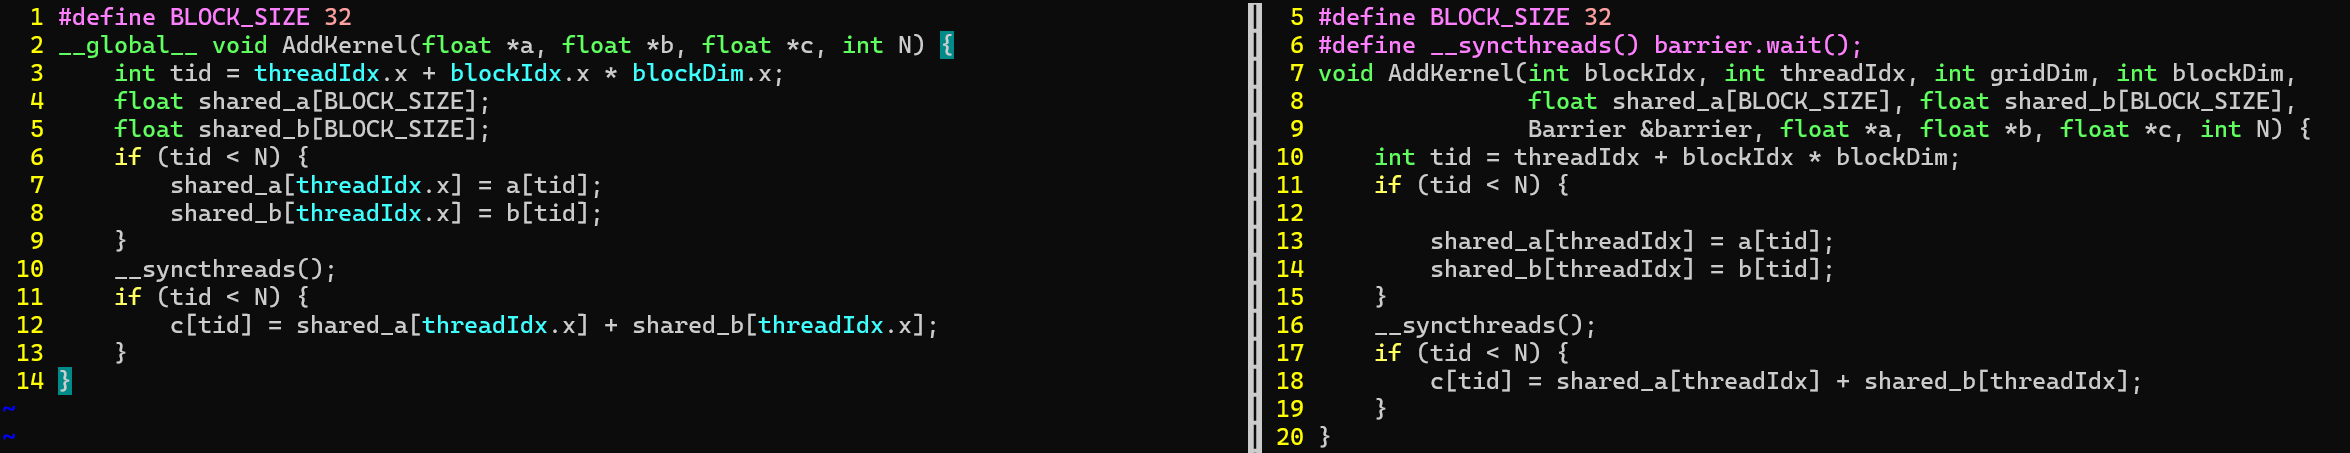 1 #define BLOCK_SIZE 32
2 __global__ void AddKernel(float *a, float *b, float *c, int N) {
3     int tid = threadIdx.x + blockIdx.x * blockDim.x;
4     float shared_a[BLOCK_SIZE];
5     float shared_b[BLOCK_SIZE];
6     if (tid < N) {
7         shared_a[threadIdx.x] = a[tid];
8         shared_b[threadIdx.x] = b[tid];
9     }
10     __syncthreads();
11     if (tid < N) {
12         c[tid] = shared_a[threadIdx.x] + shared_b[threadIdx.x];
13     }
14 }
~
~
5 #define BLOCK_SIZE 32
6 #define __syncthreads() barrier.wait();
7 void AddKernel(int blockIdx, int threadIdx, int gridDim, int blockDim,
8                float shared_a[BLOCK_SIZE], float shared_b[BLOCK_SIZE],
9                Barrier &barrier, float *a, float *b, float *c, int N) {
10     int tid = threadIdx + blockIdx * blockDim;
11     if (tid < N) {
12
13         shared_a[threadIdx] = a[tid];
14         shared_b[threadIdx] = b[tid];
15     }
16     __syncthreads();
17     if (tid < N) {
18         c[tid] = shared_a[threadIdx] + shared_b[threadIdx];
19     }
20 }